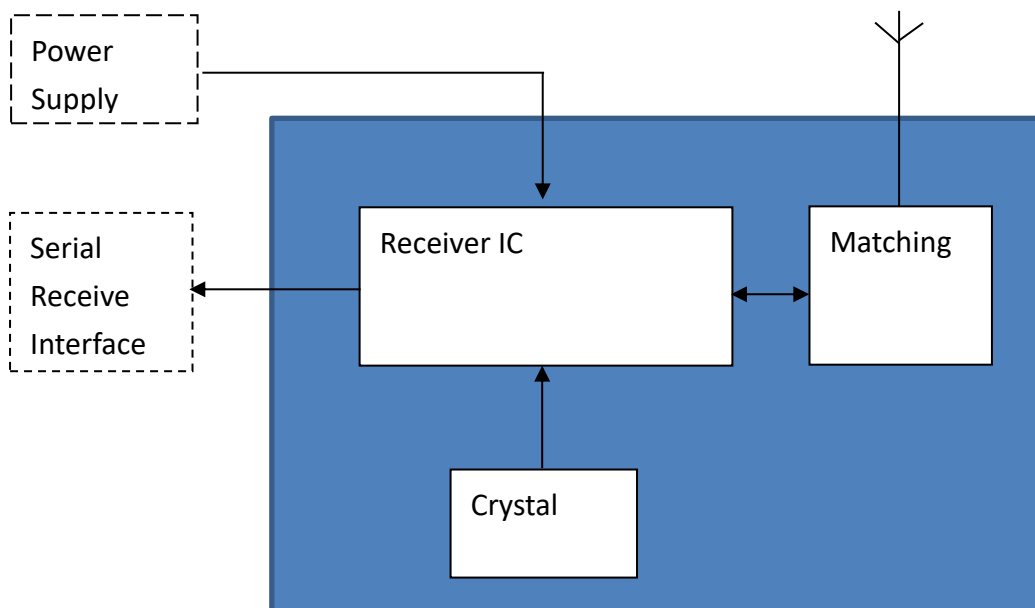 Power
Supply
Serial
Receive
Interface
Receiver IC
Matching
Crystal